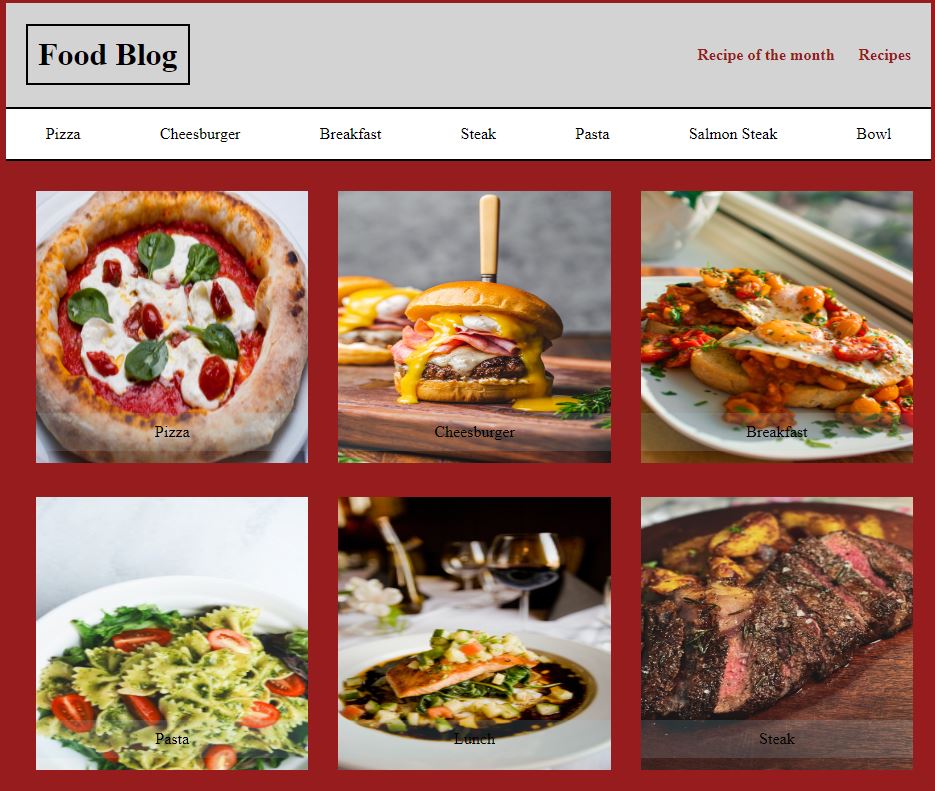 Food Blog
Recipe of the month Recipes
Pizza Cheesburger Breakfast Steak Pasta Salmon Steak Bowl
Pizza Cheesburger Breakfast
Pasta Lunch Steak